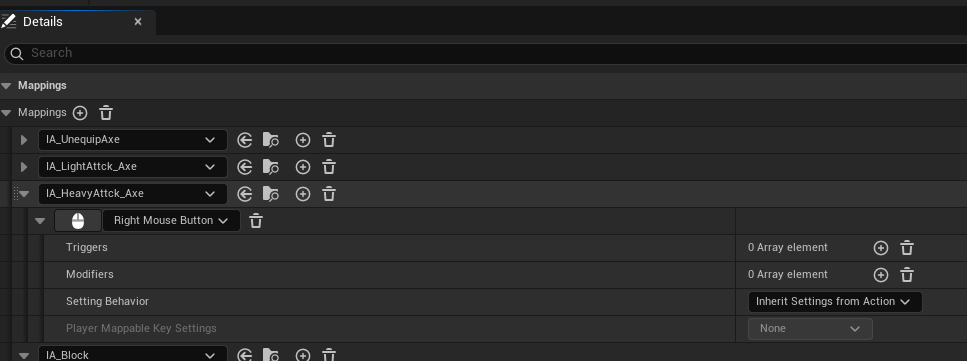 Details
Search
Mappings
Mappings
IA_UnequipAxe
IA_LightAttck_Axe
IA_HeavyAttck_Axe
Right Mouse Button
Triggers 0 Array element
Modifiers 0 Array element
Setting Behavior Inherit Settings from Action
Player Mappable Key Settings None
IA_Block